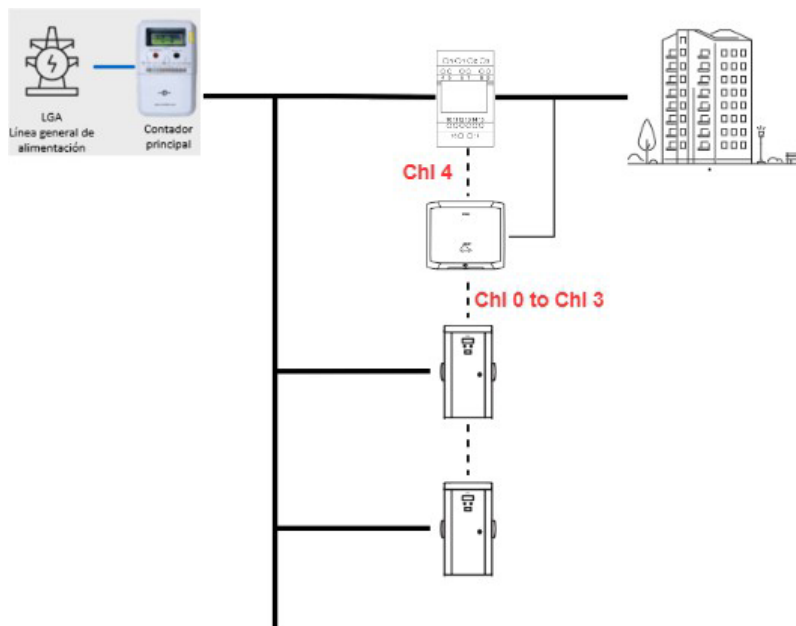 LGA
Línea general de
alimentación
Contador
principal
Chl 4
Chl 0 to Chl 3